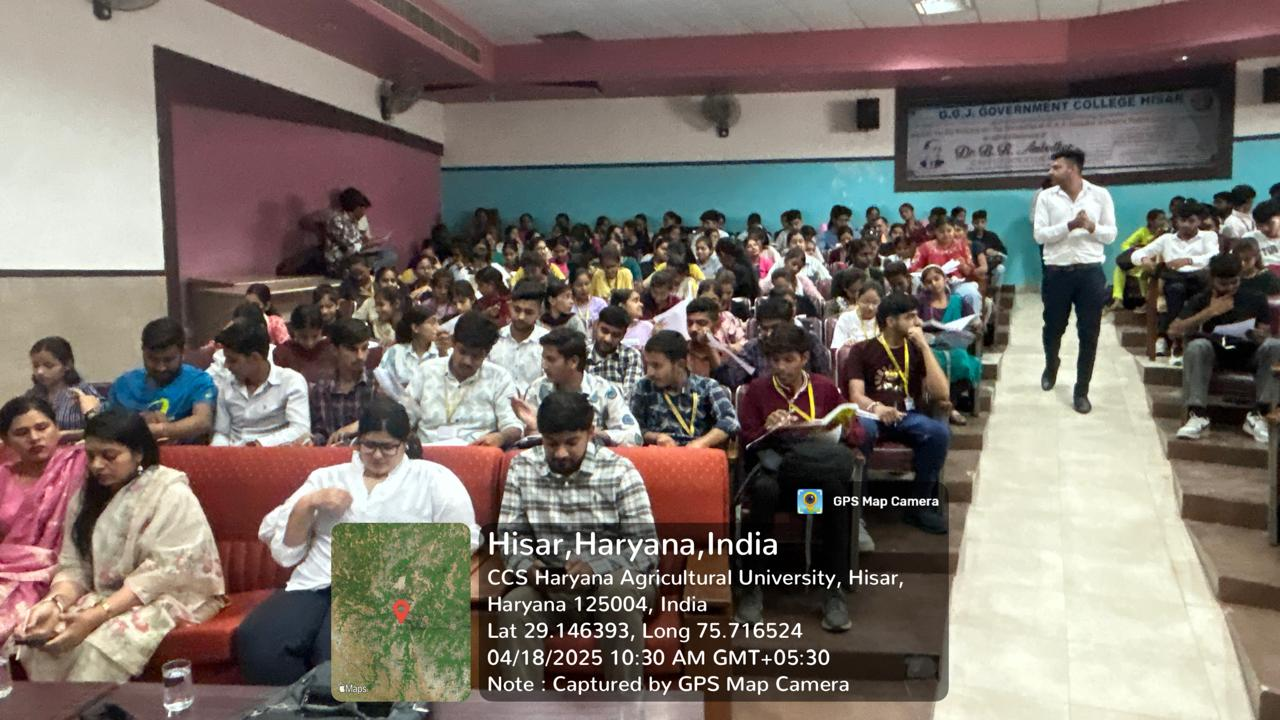 G.G.J. GOVERNMENT COLLEGE HISAR
Dr. B. R. Ambedkar
GPS Map Camera
Hisar,Haryana,India
CCS Haryana Agricultural University, Hisar,
Haryana 125004, India
Lat 29.146393, Long 75.716524
04/18/2025 10:30 AM GMT+05:30
Note : Captured by GPS Map Camera
Maps